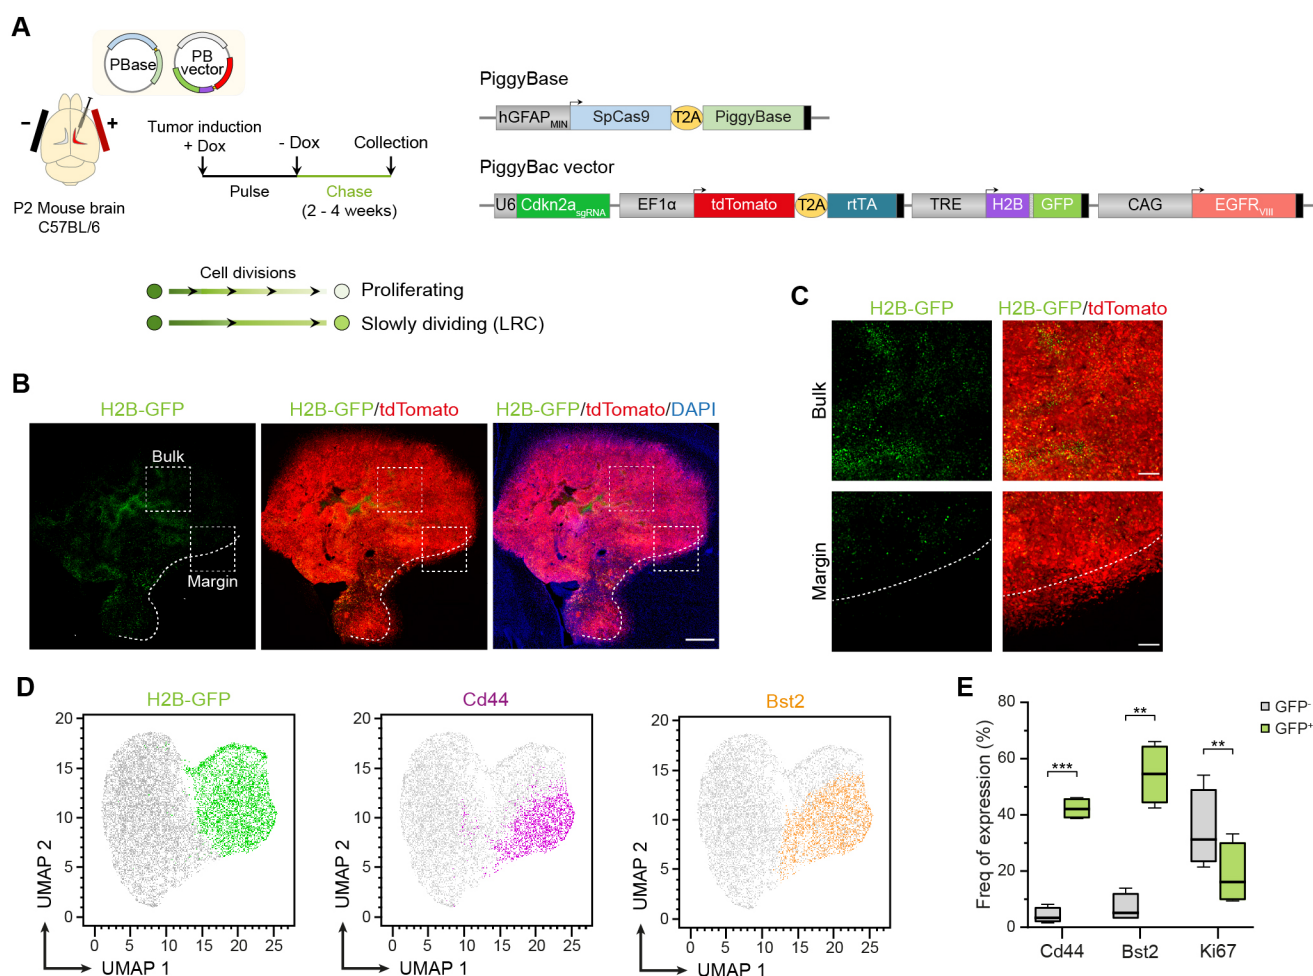 A
PBase
PB
vector
−
+
P2 Mouse brain
C57BL/6
Tumor induction
+ Dox
- Dox
Collection
Pulse
Chase
(2 - 4 weeks)
Cell divisions
Proliferating
Slowly dividing (LRC)
PiggyBase
hGFAPMIN
SpCas9
T2A
PiggyBase
PiggyBac vector
U6
Cdkn2asgRNA
EF1α
tdTomato
T2A
rtTA
TRE
H2B
GFP
CAG
EGFRVIII
B
H2B-GFP
H2B-GFP/tdTomato
H2B-GFP/tdTomato/DAPI
Bulk
Margin
C
H2B-GFP
H2B-GFP/tdTomato
Bulk
Margin
D
H2B-GFP
UMAP 2
20
15
10
5
0
0 5 10 15 20 25
UMAP 1
Cd44
UMAP 2
20
15
10
5
0
0 5 10 15 20 25
UMAP 1
Bst2
UMAP 2
20
15
10
5
0
0 5 10 15 20 25
UMAP 1
E
Freq of expression (%)
80
60
40
20
0
***
**
**
Cd44 Bst2 Ki67
GFP-
GFP+